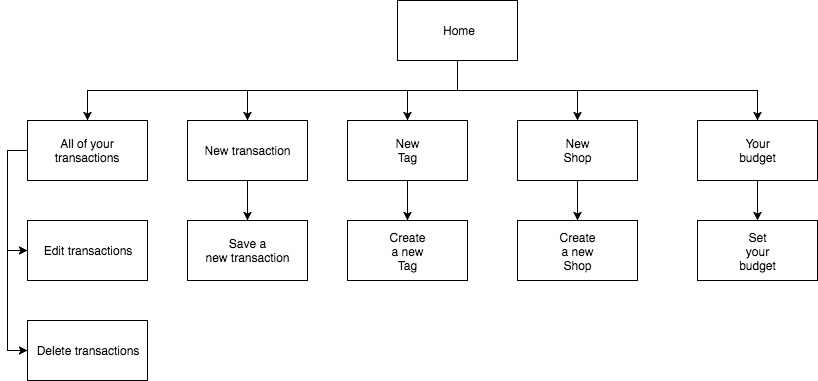 Home
All of your
transactions
New transaction
New
Tag
New
Shop
Your
budget
Edit transactions
Save a
new transaction
Create
a new
Tag
Create
a new
Shop
Set
your
budget
Delete transactions